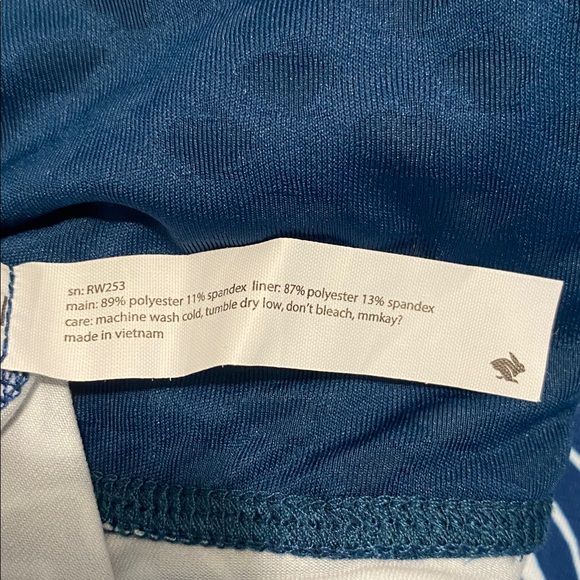 sn: RW253
main: 89% polyester 11% spandex liner: 87% polyester 13% spandex
care: machine wash cold, tumble dry low, don't bleach, mmkay?
made in vietnam